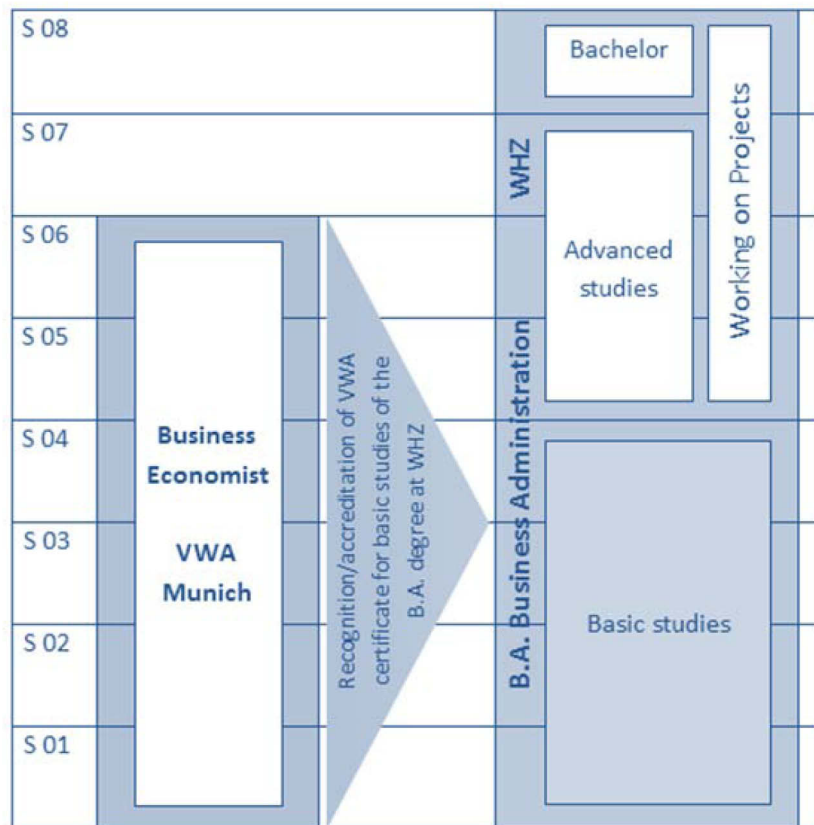 S 08
S 07
S 06
S 05
S 04
S 03
S 02
S 01
Business
Economist
VWA
Munich
Recognition/accreditation of VWA
certificate for basic studies of the
B.A. degree at WHZ
B.A. Business Administration WHZ
Bachelor
Advanced
studies
Working on Projects
Basic studies